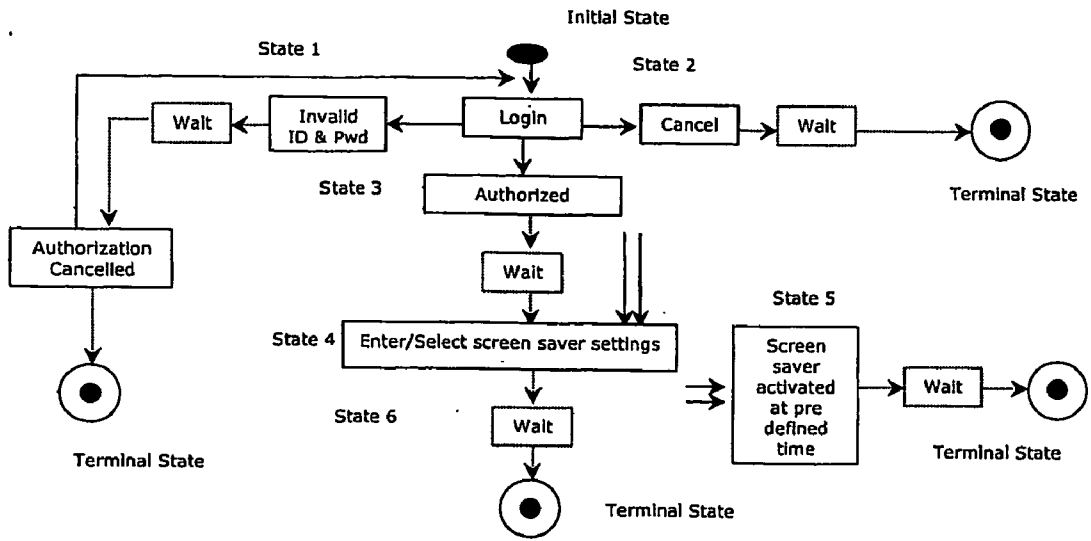 Initial State
State 1
State 2
Wait
Invalid
ID & Pwd
Login
Cancel
Wait
State 3
Authorized
Terminal State
Authorization
Cancelled
Wait
State 5
State 4
Enter/Select screen saver settings
Screen
saver
activated
at pre
defined
time
Wait
State 6
Wait
Terminal State
Terminal State
Terminal State